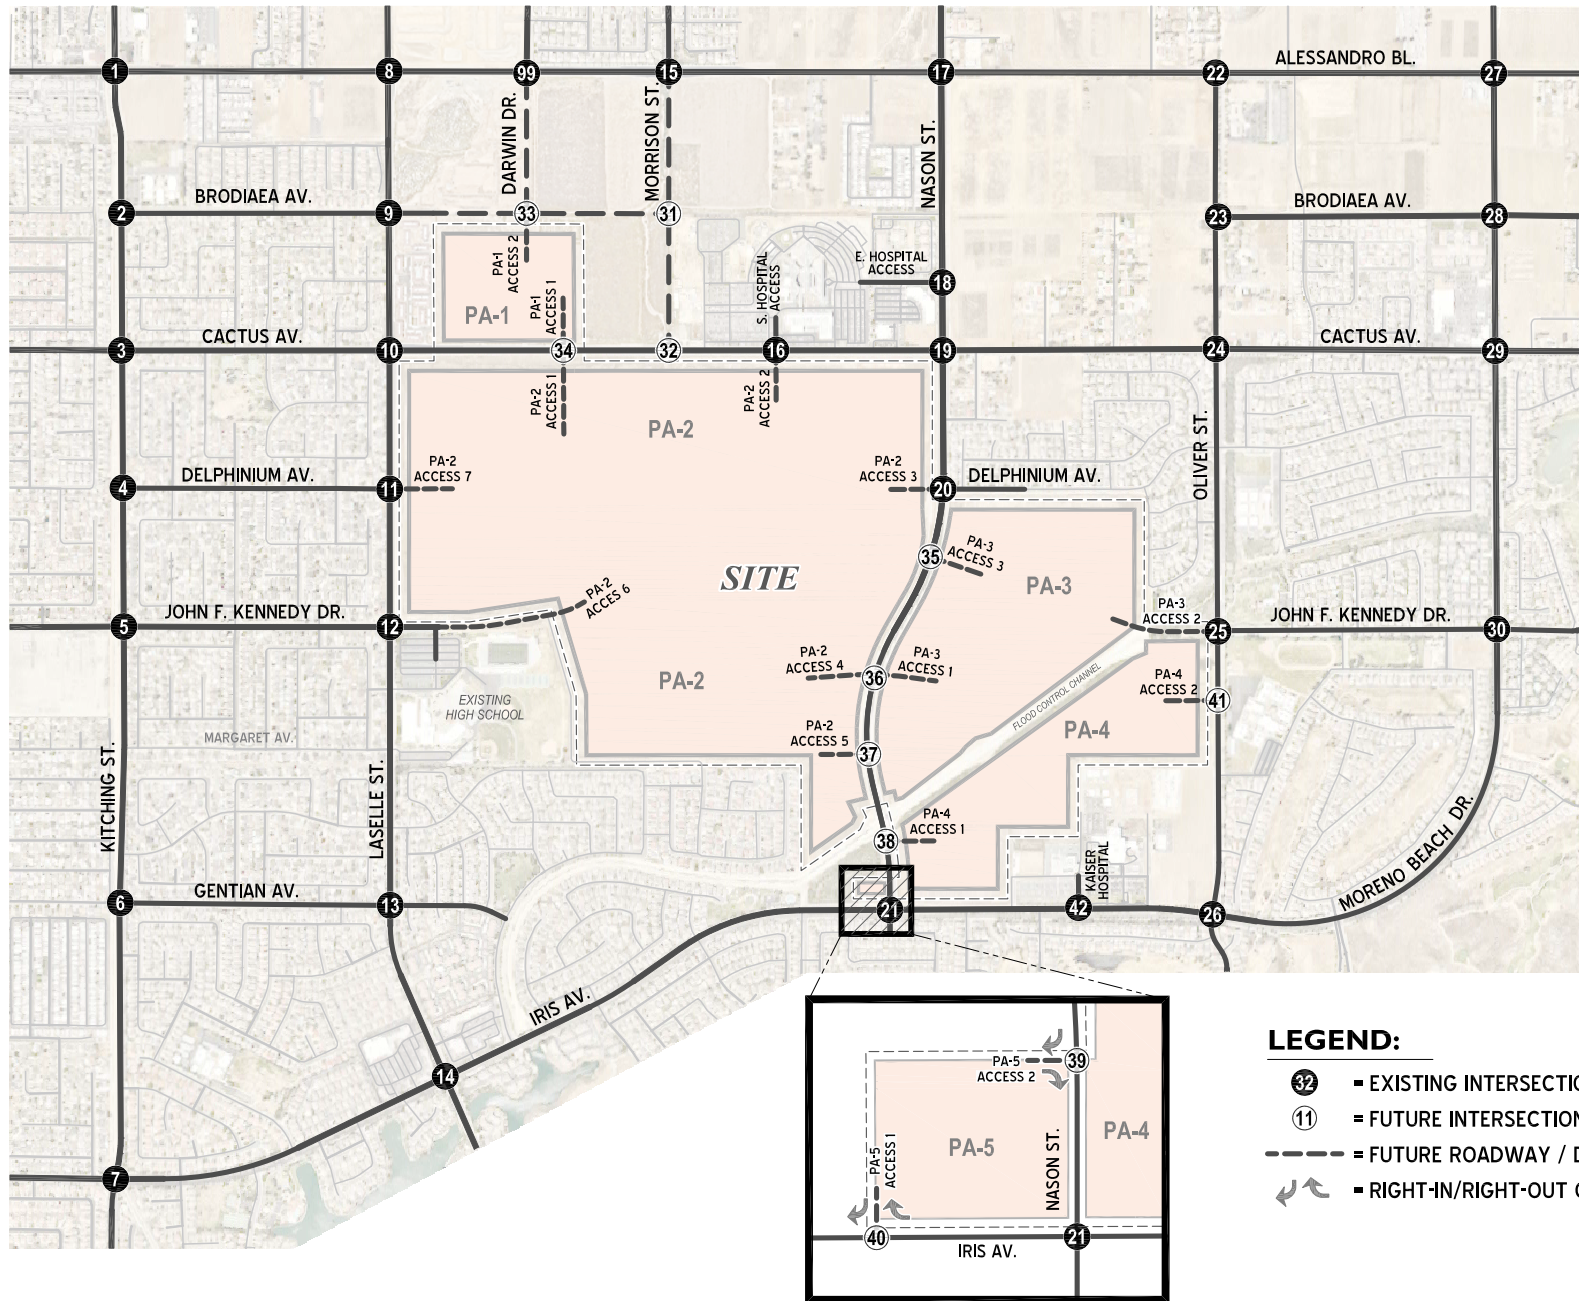 ALESSANDRO BL.
1
8
99
15
17
22
27
DARWIN DR.
MORRISON ST.
NASON ST.
BRODIAEA AV.
BRODIAEA AV.
2
9
33
31
23
28
PA-1
ACCESS 2
PA-1
ACCESS 1
PA-1
S. HOSPITAL
ACCESS
E. HOSPITAL
ACCESS
18
CACTUS AV.
CACTUS AV.
3
10
34
32
16
19
24
29
PA-2
ACCESS 1
PA-2
ACCESS 2
PA-2
OLIVER ST.
DELPHINIUM AV.
PA-2
ACCESS 7
PA-2
ACCESS 3
DELPHINIUM AV.
4
11
20
35
PA-3
ACCESS 3
SITE
PA-3
PA-2
ACCES 6
JOHN F. KENNEDY DR.
PA-3
ACCESS 2
JOHN F. KENNEDY DR.
5
12
25
30
PA-2
ACCESS 4
PA-3
ACCESS 1
36
PA-2
FLOOD CONTROL CHANNEL
PA-4
ACCESS 2
41
EXISTING
HIGH SCHOOL
MARGARET AV.
PA-2
ACCESS 5
37
PA-4
KITCHING ST.
LASELLE ST.
PA-4
ACCESS 1
38
KAISER
HOSPITAL
MORENO BEACH DR.
GENTIAN AV.
6
13
21
42
26
IRIS AV.
14
7
PA-5
ACCESS 2
39
PA-5
ACCESS 1
PA-5
NASON ST.
PA-4
40
21
IRIS AV.
LEGEND:
32 = EXISTING INTERSECTIO
11 = FUTURE INTERSECTION
= FUTURE ROADWAY / D
= RIGHT-IN/RIGHT-OUT